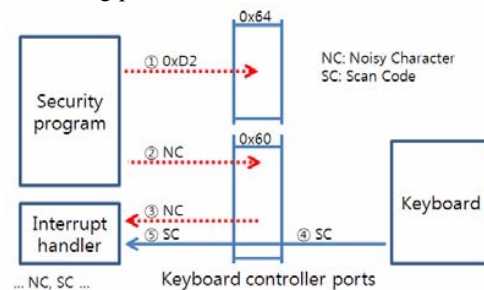 0x64
① 0xD2
NC: Noisy Character
SC: Scan Code
Security
program
0x60
② NC
Keyboard
③ NC
Interrupt
handler
⑤ SC
④ SC
... NC, SC ...
Keyboard controller ports